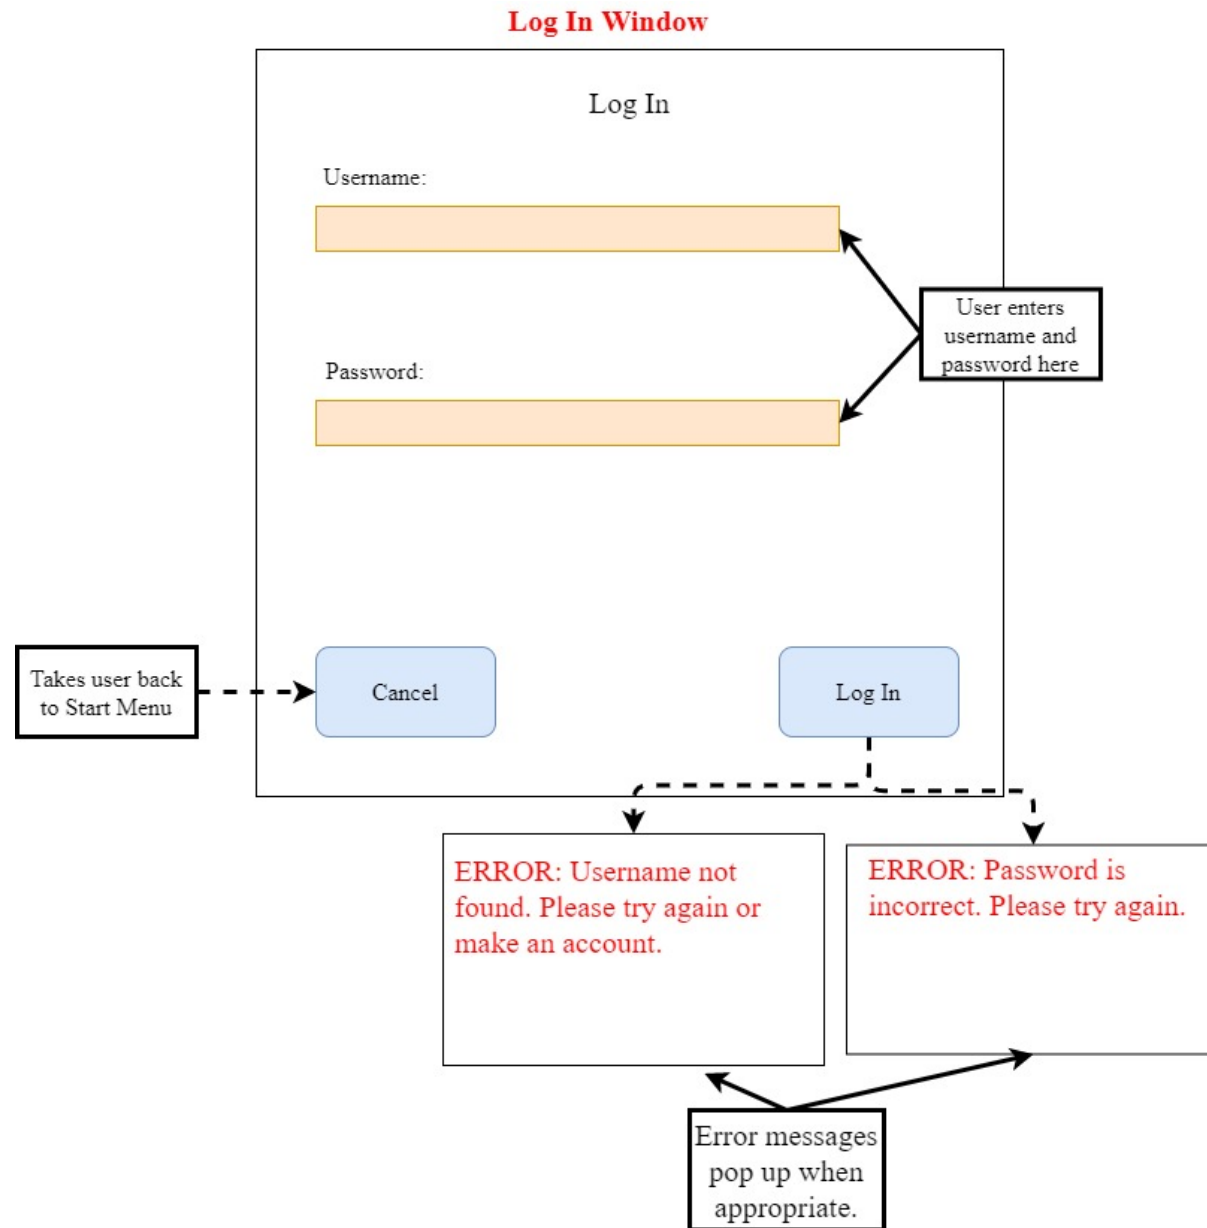 Log In Window
Log In
Username:
User enters
username and
password here
Password:
Takes user back
to Start Menu
Cancel
Log In
ERROR: Username not
found. Please try again or
make an account.
ERROR: Password is
incorrect. Please try again.
Error messages
pop up when
appropriate.